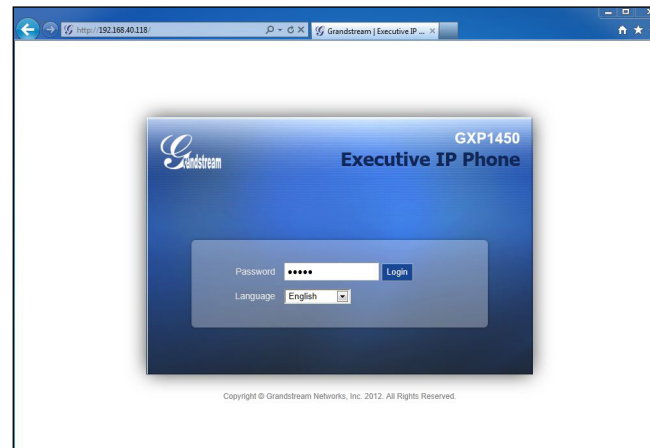 http://192.168.40.118/
Grandstream | Executive IP ...
Grandstream
GXP1450
Executive IP Phone
Password •••••
Login
Language English
Copyright © Grandstream Networks, Inc. 2012. All Rights Reserved.